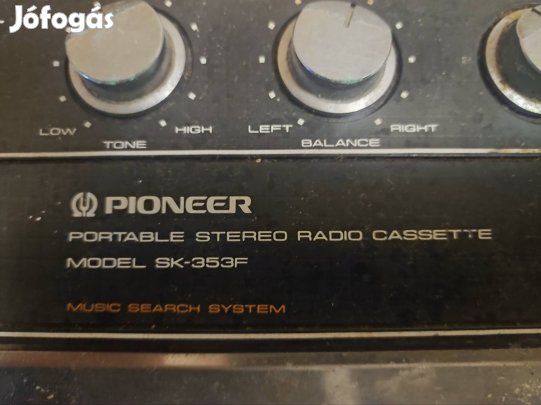 Jófogás
LOW TONE HIGH LEFT BALANCE RIGHT
PIONEER
PORTABLE STEREO RADIO CASSETTE
MODEL SK-353F
MUSIC SEARCH SYSTEM